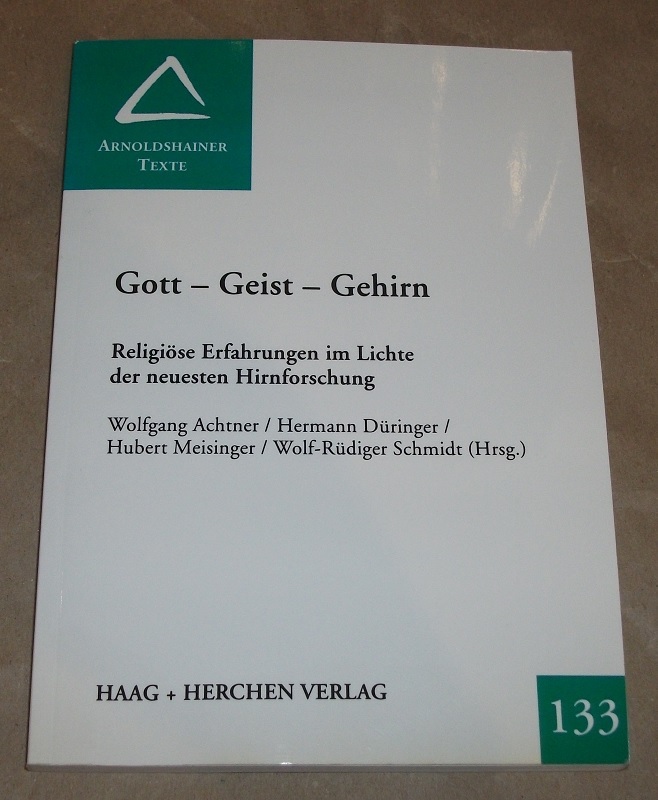 ARNOLDSHAINER
TEXTE
Gott – Geist – Gehirn
Religiöse Erfahrungen im Lichte
der neuesten Hirnforschung
Wolfgang Achtner / Hermann Düringer /
Hubert Meisinger / Wolf-Rüdiger Schmidt (Hrsg.)
HAAG + HERCHEN VERLAG
133